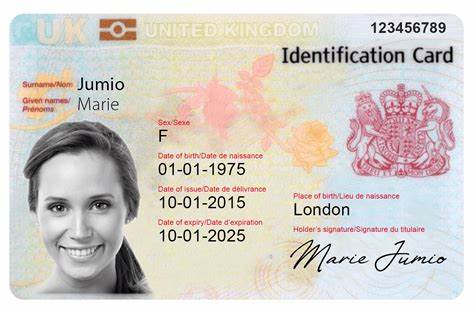 UK UNITED KINGDOM
123456789
Identification Card
Surname/Nom Jumio
Given names/ Marie
Prénoms
Sex/Sexe
F
Date of birth/Date de naissance
01-01-1975
Date of issue/Date de délivrance
10-01-2015
Date of expiry/Date d'expiration
10-01-2025
Place of birth/Lieu de naissance
London
Holder's signature/Signature du titulaire
Marie Jumio